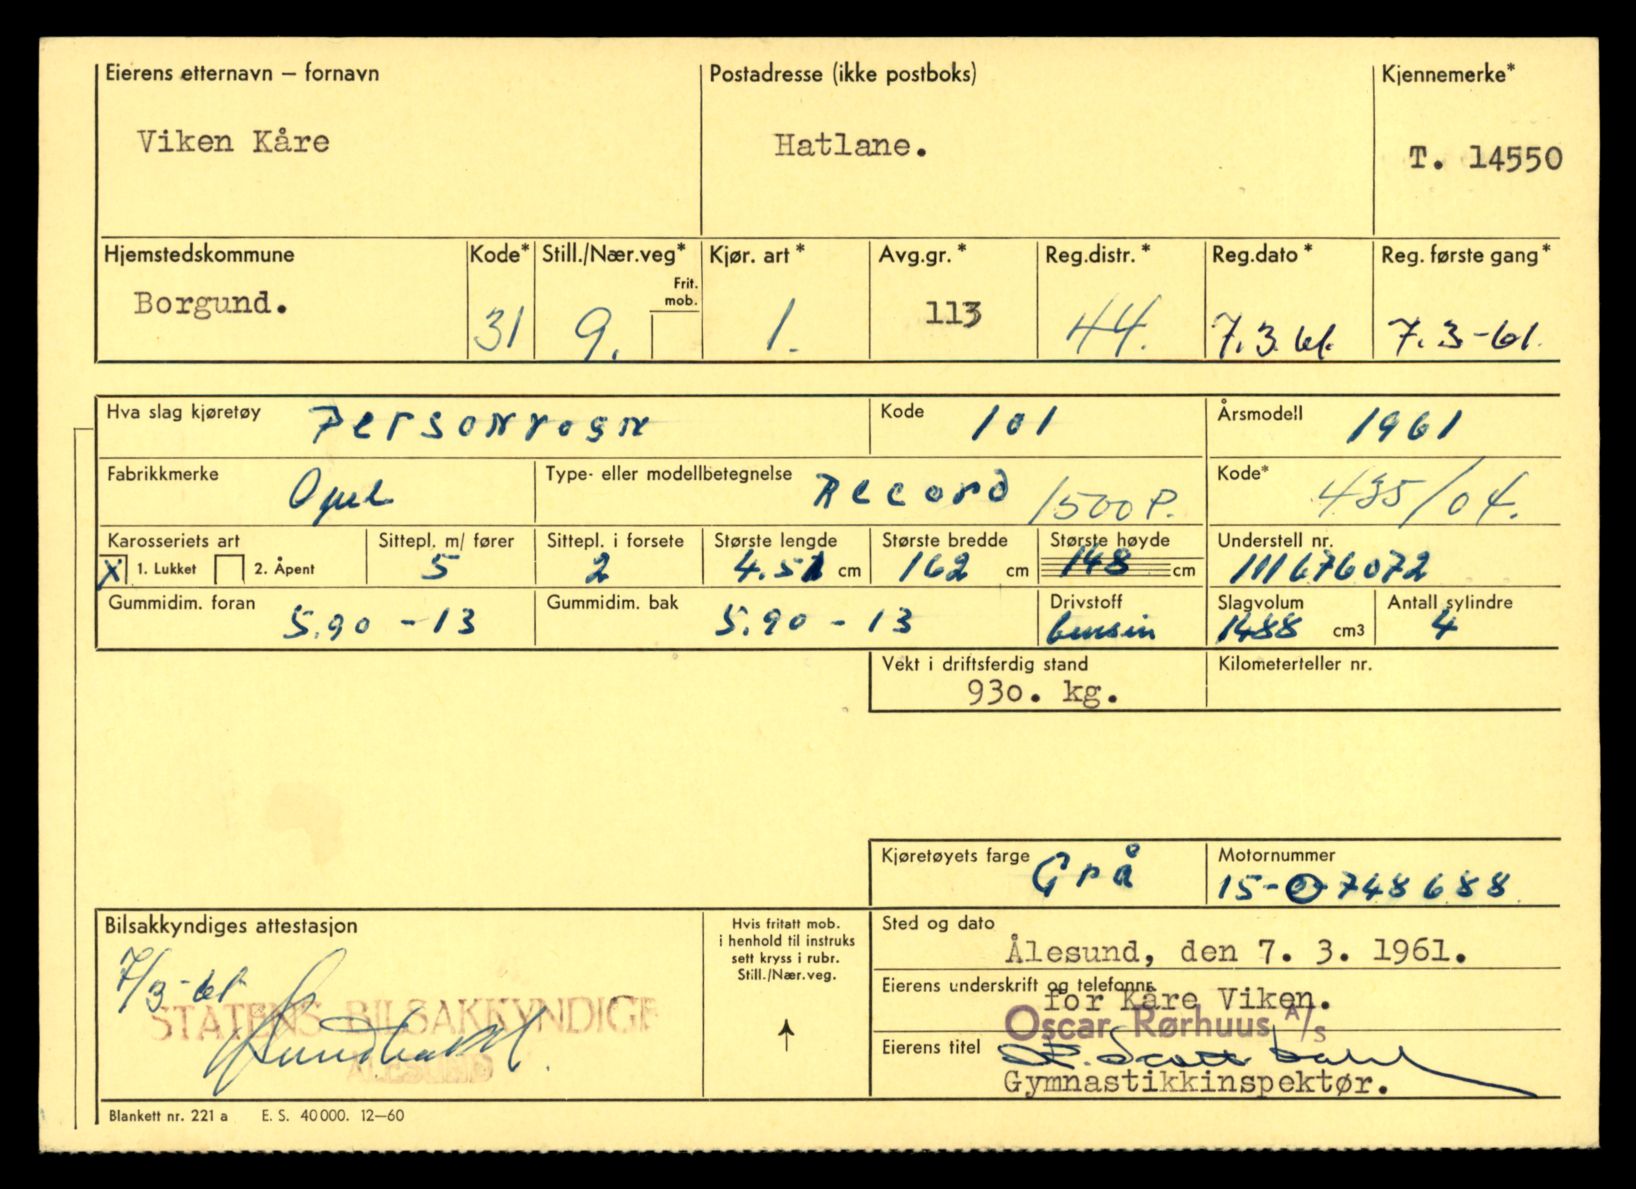 Eierens etternavn – fornavn
Viken Kåre
Postadresse (ikke postboks)
Hatlane.
Kjennemerke*
T. 14550
Hjemstedskommune
Borgund.
Kode*
31
Still./Nær.veg*
Frit. mob.
9.
Kjør. art*
1.
Avg.gr.*
113
Reg.distr.*
44.
Reg.dato*
7.3.61.
Reg. første gang*
7.3-61.
Hva slag kjøretøy Personvogn
Kode 101
Årsmodell 1961
Fabrikkmerke Opel
Type- eller modellbetegnelse Record 1500 P.
Kode* 435/04.
Karosseriets art
X 1. Lukket 2. Åpent
Sittepl. m/ fører
5
Sittepl. i forsete
2
Største lengde
4.51 cm
Største bredde
162 cm
Største høyde
148 cm
Understell nr.
111676072
Gummidim. foran
5.90 - 13
Gummidim. bak
5.90 - 13
Drivstoff
bensin
Slagvolum
1488 cm3
Antall sylindre
4
Vekt i driftsferdig stand
930. kg.
Kilometerteller nr.
Kjøretøyets farge Grå
Motornummer
15-0-748688
Bilsakkyndiges attestasjon
7/3-61
STATENS BILSAKKYNDIGE
ÅLESUND
Hvis fritatt mob.
i henhold til instruks
sett kryss i rubr.
Still./Nær.veg.
Sted og dato
Ålesund, den 7. 3. 1961.
Eierens underskrift og telefonnr.
for Kåre Viken.
Oscar Rørhuus A/S
Eierens titel
Gymnastikkinspektør.
Blankett nr. 221 a E. S. 40 000. 12–60